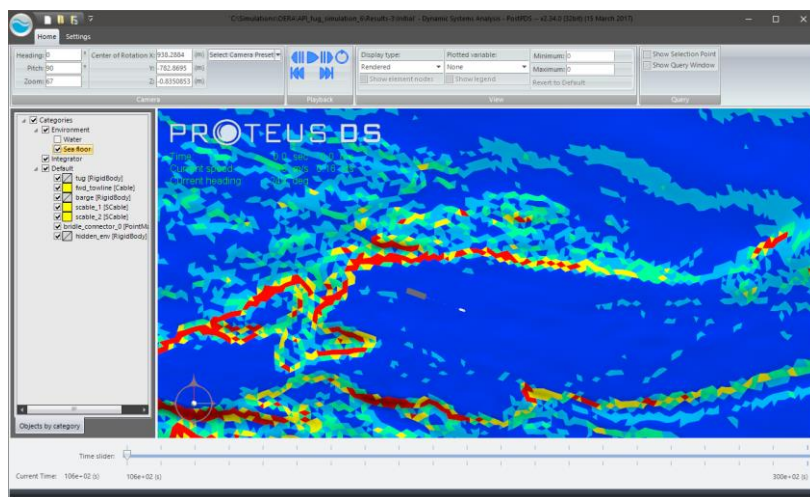 C:\Simulations\DERA\API_tug_simulation_6\Results-3\Initial\ - Dynamic Systems Analysis - PostPDS -- v2.34.0 (32bit) (15 March 2017)
Home Settings
Heading: 0 ° Center of Rotation X: 938.2884 (m) Select Camera Preset
Pitch: 90 ° Y: -782.8695 (m)
Zoom: 67 Z: -0.8350853 (m)
Camera
Playback
Display type: Plotted variable: Minimum: 0
Rendered None Maximum: 0
Show element nodes Show legend Revert to Default
View
Show Selection Point
Show Query Window
Query
Categories
Environment
Water
Sea floor
Integrator
Default
tug [RigidBody]
fwd_towline [Cable]
barge [RigidBody]
scable_1 [SCable]
scable_2 [SCable]
bridle_connector_0 [PointMa
hidden_env [RigidBody]
Objects by category
PROTEUS DS
Time
Current speed
Current heading
Time slider:
Current Time: 106e+02 (s) 106e+02 (s) 300e+02 (s)